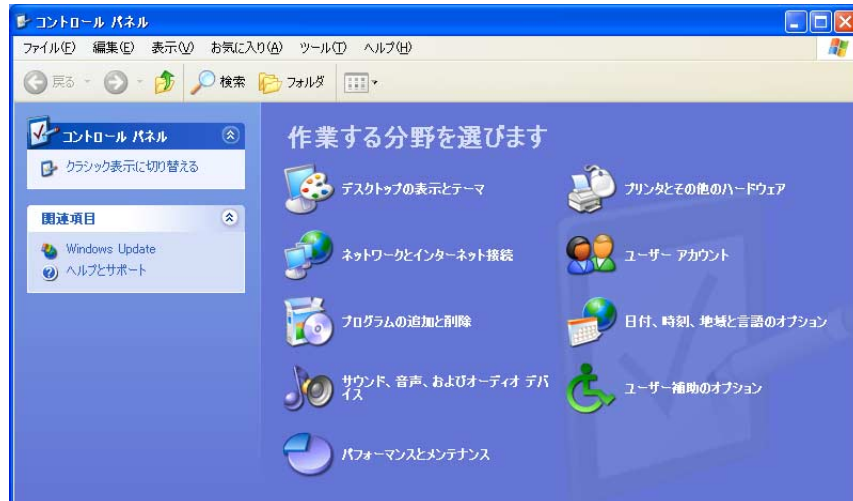 コントロール パネル
ファイル(F) 編集(E) 表示(V) お気に入り(A) ツール(T) ヘルプ(H)
戻る 検索 フォルダ
コントロール パネル
クラシック表示に切り替える
関連項目
Windows Update
ヘルプとサポート
作業する分野を選びます
デスクトップの表示とテーマ
プリンタとその他のハードウェア
ネットワークとインターネット接続
ユーザー アカウント
プログラムの追加と削除
日付、時刻、地域と言語のオプション
サウンド、音声、およびオーディオ デバ
イス
ユーザー補助のオプション
パフォーマンスとメンテナンス